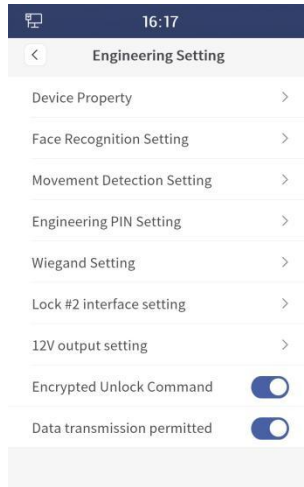 16:17
Engineering Setting
Device Property
Face Recognition Setting
Movement Detection Setting
Engineering PIN Setting
Wiegand Setting
Lock #2 interface setting
12V output setting
Encrypted Unlock Command
Data transmission permitted